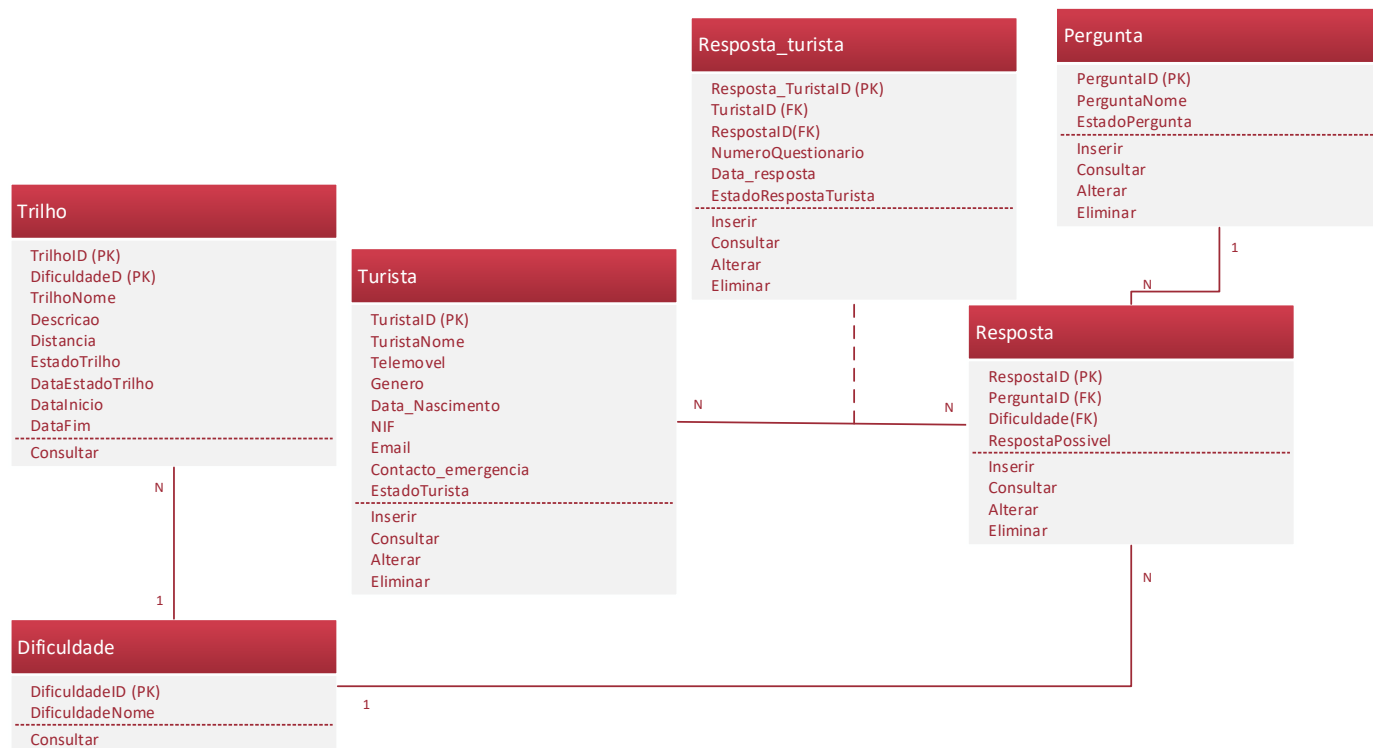 Resposta_turista
Resposta_TuristaID (PK)
TuristaID (FK)
RespostaID(FK)
NumeroQuestionario
Data_resposta
EstadoRespostaTurista
Inserir
Consultar
Alterar
Eliminar
Pergunta
PerguntaID (PK)
PerguntaNome
EstadoPergunta
Inserir
Consultar
Alterar
Eliminar
1
N
Trilho
TrilhoID (PK)
DificuldadeD (PK)
TrilhoNome
Descricao
Distancia
EstadoTrilho
DataEstadoTrilho
DataInicio
DataFim
Consultar
N
1
Turista
TuristaID (PK)
TuristaNome
Telemovel
Genero
Data_Nascimento
NIF
Email
Contacto_emergencia
EstadoTurista
Inserir
Consultar
Alterar
Eliminar
N
N
Resposta
RespostaID (PK)
PerguntaID (FK)
Dificuldade(FK)
RespostaPossivel
Inserir
Consultar
Alterar
Eliminar
N
Dificuldade
DificuldadeID (PK)
DificuldadeNome
Consultar
1